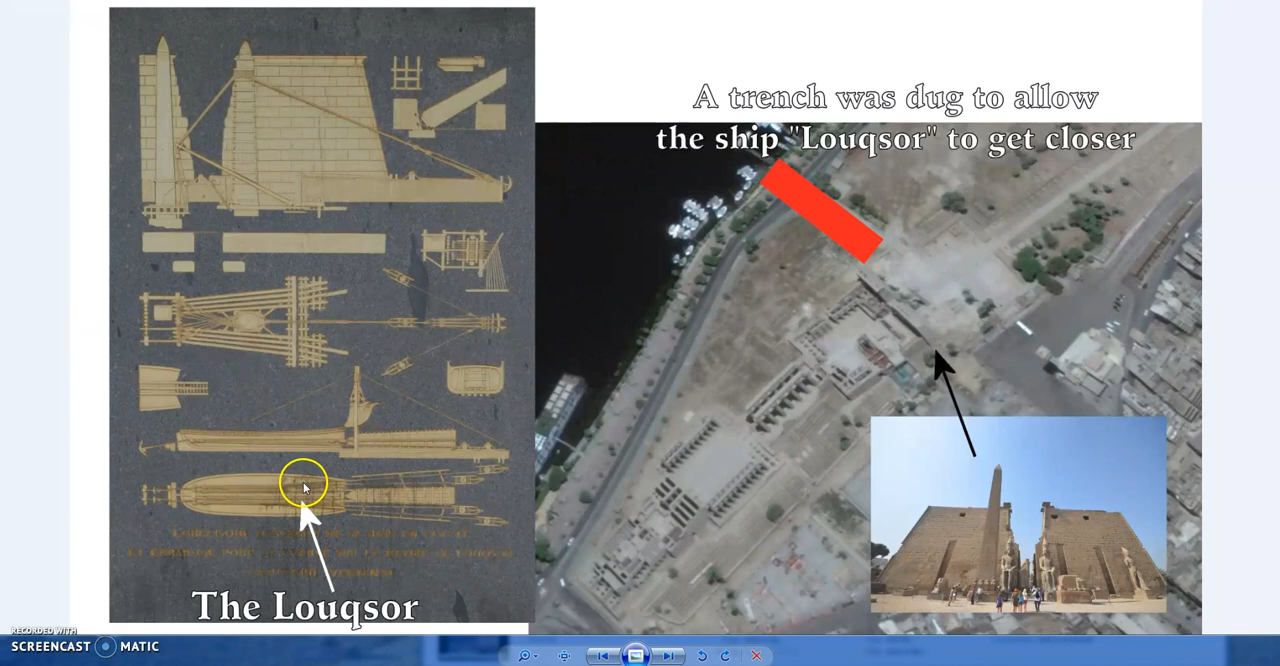 A trench was dug to allow
the ship "Louqsor" to get closer
The Louqsor
RECORDED WITH
SCREENCAST MATIC